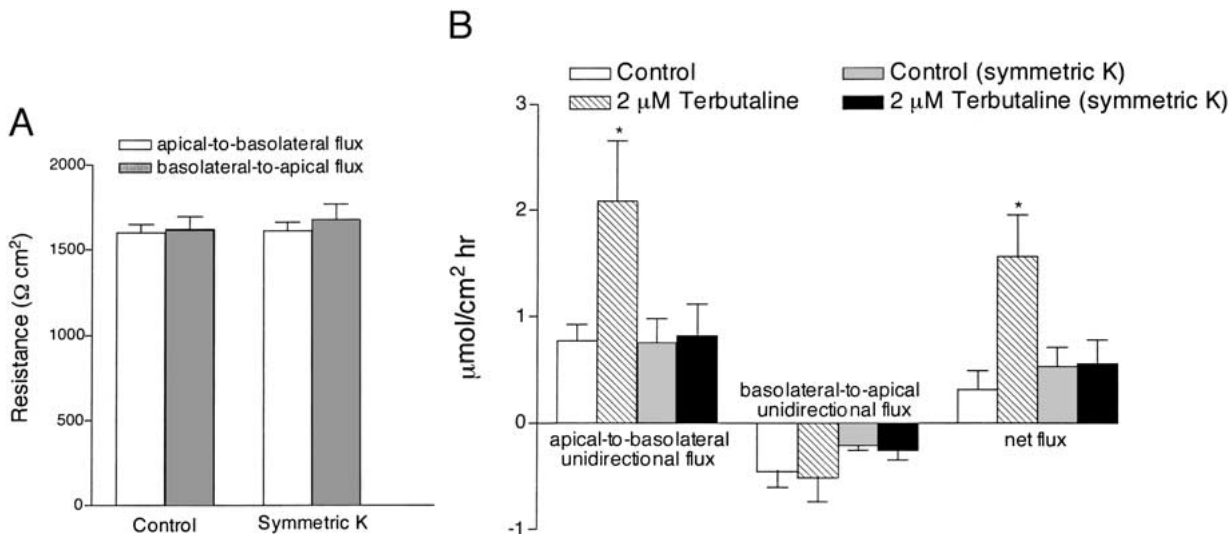 A
apical-to-basolateral flux
basolateral-to-apical flux
2000
1500
1000
500
0
Resistance (Ω cm²)
Control
Symmetric K
B
Control
2 μM Terbutaline
Control (symmetric K)
2 μM Terbutaline (symmetric K)
3
2
1
0
-1
μmol/cm² hr
*
*
apical-to-basolateral
unidirectional flux
basolateral-to-apical
unidirectional flux
net flux